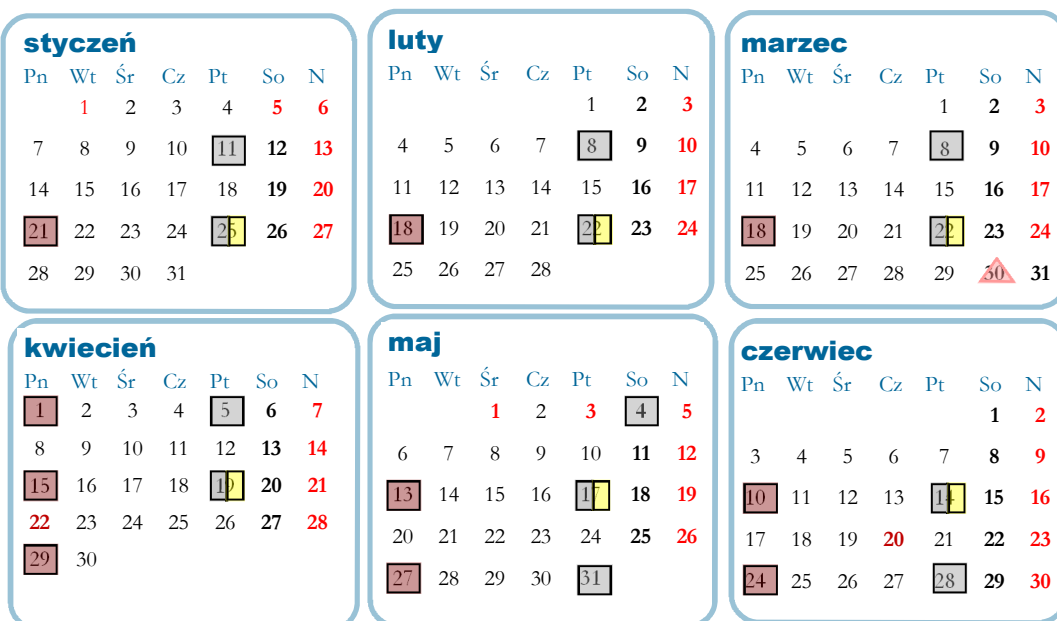 styczeń
Pn Wt Śr Cz Pt So N
1 2 3 4 5 6
7 8 9 10 11 12 13
14 15 16 17 18 19 20
21 22 23 24 25 26 27
28 29 30 31
luty
Pn Wt Śr Cz Pt So N
1 2 3
4 5 6 7 8 9 10
11 12 13 14 15 16 17
18 19 20 21 22 23 24
25 26 27 28
marzec
Pn Wt Śr Cz Pt So N
1 2 3
4 5 6 7 8 9 10
11 12 13 14 15 16 17
18 19 20 21 22 23 24
25 26 27 28 29 30 31
kwiecień
Pn Wt Śr Cz Pt So N
1 2 3 4 5 6 7
8 9 10 11 12 13 14
15 16 17 18 19 20 21
22 23 24 25 26 27 28
29 30
maj
Pn Wt Śr Cz Pt So N
1 2 3 4 5
6 7 8 9 10 11 12
13 14 15 16 17 18 19
20 21 22 23 24 25 26
27 28 29 30 31
czerwiec
Pn Wt Śr Cz Pt So N
1 2
3 4 5 6 7 8 9
10 11 12 13 14 15 16
17 18 19 20 21 22 23
24 25 26 27 28 29 30